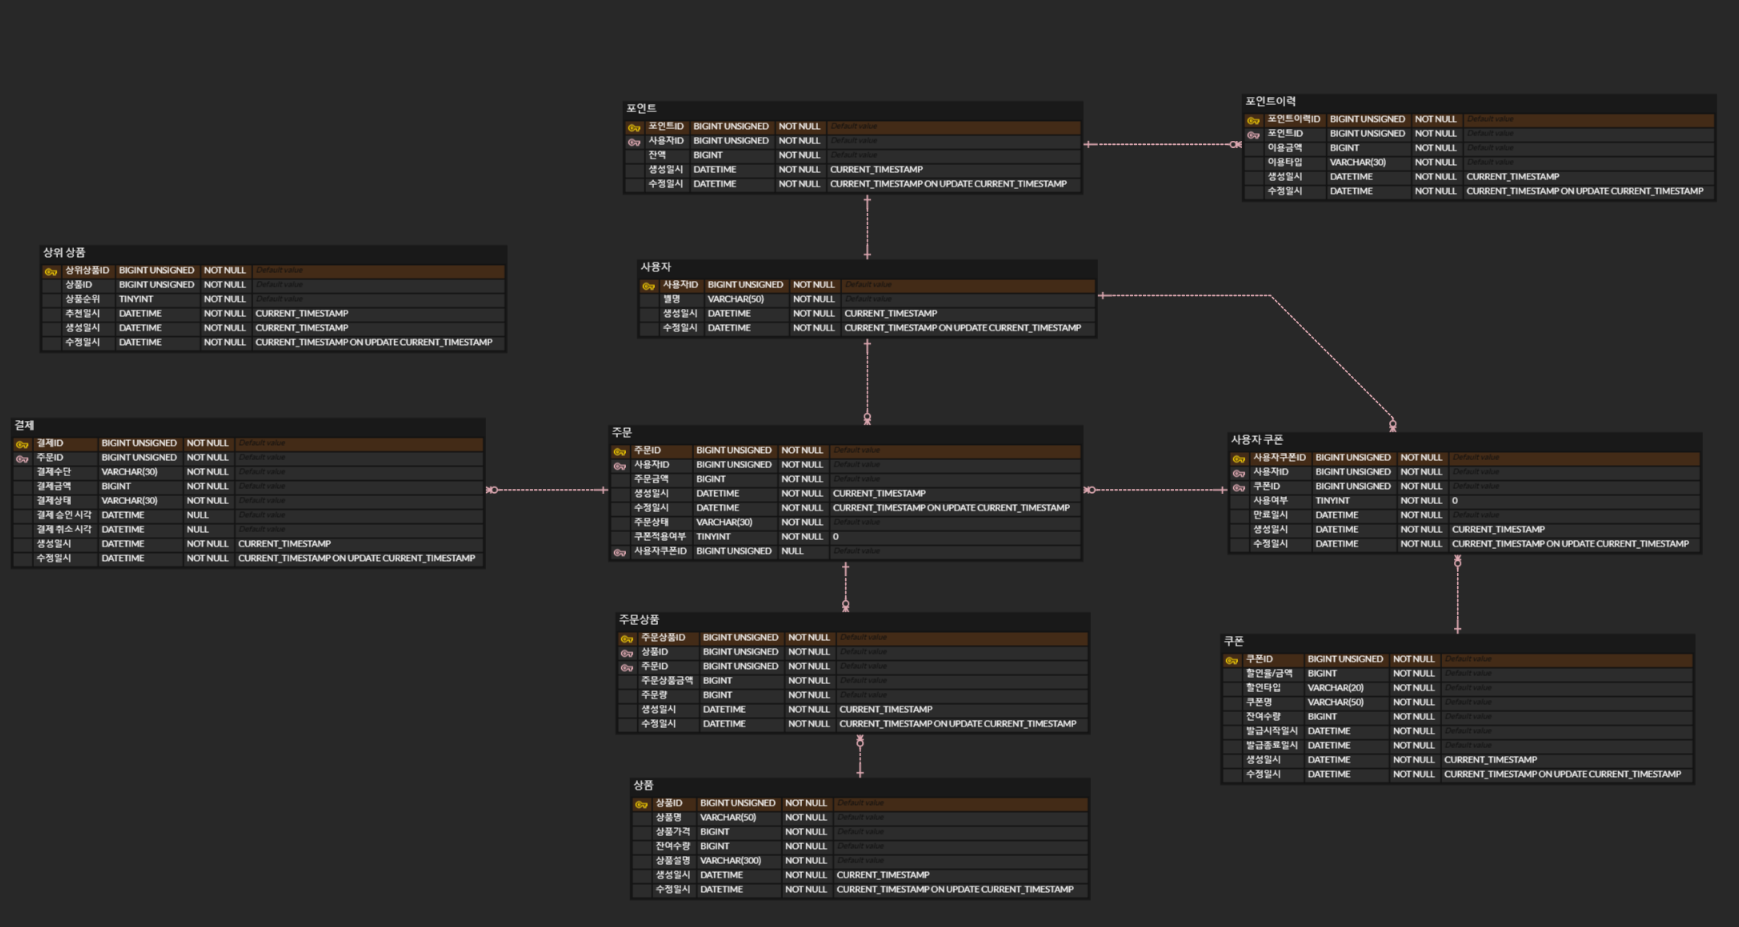 포인트
포인트ID BIGINT UNSIGNED NOT NULL Default value
사용자ID BIGINT UNSIGNED NOT NULL Default value
잔액 BIGINT NOT NULL Default value
생성일시 DATETIME NOT NULL CURRENT_TIMESTAMP
수정일시 DATETIME NOT NULL CURRENT_TIMESTAMP ON UPDATE CURRENT_TIMESTAMP
포인트이력
포인트이력ID BIGINT UNSIGNED NOT NULL Default value
포인트ID BIGINT UNSIGNED NOT NULL Default value
이용금액 BIGINT NOT NULL Default value
이용타입 VARCHAR(30) NOT NULL Default value
생성일시 DATETIME NOT NULL CURRENT_TIMESTAMP
수정일시 DATETIME NOT NULL CURRENT_TIMESTAMP ON UPDATE CURRENT_TIMESTAMP
상위 상품
상위상품ID BIGINT UNSIGNED NOT NULL Default value
상품ID BIGINT UNSIGNED NOT NULL Default value
상품순위 TINYINT NOT NULL Default value
추천일시 DATETIME NOT NULL CURRENT_TIMESTAMP
생성일시 DATETIME NOT NULL CURRENT_TIMESTAMP
수정일시 DATETIME NOT NULL CURRENT_TIMESTAMP ON UPDATE CURRENT_TIMESTAMP
사용자
사용자ID BIGINT UNSIGNED NOT NULL Default value
별명 VARCHAR(50) NOT NULL Default value
생성일시 DATETIME NOT NULL CURRENT_TIMESTAMP
수정일시 DATETIME NOT NULL CURRENT_TIMESTAMP ON UPDATE CURRENT_TIMESTAMP
결제
결제ID BIGINT UNSIGNED NOT NULL Default value
주문ID BIGINT UNSIGNED NOT NULL Default value
결제수단 VARCHAR(30) NOT NULL Default value
결제금액 BIGINT NOT NULL Default value
결제상태 VARCHAR(30) NOT NULL Default value
결제 승인 시각 DATETIME NULL Default value
결제 취소 시각 DATETIME NULL Default value
생성일시 DATETIME NOT NULL CURRENT_TIMESTAMP
수정일시 DATETIME NOT NULL CURRENT_TIMESTAMP ON UPDATE CURRENT_TIMESTAMP
주문
주문ID BIGINT UNSIGNED NOT NULL Default value
사용자ID BIGINT UNSIGNED NOT NULL Default value
주문금액 BIGINT NOT NULL Default value
생성일시 DATETIME NOT NULL CURRENT_TIMESTAMP
수정일시 DATETIME NOT NULL CURRENT_TIMESTAMP ON UPDATE CURRENT_TIMESTAMP
주문상태 VARCHAR(30) NOT NULL Default value
쿠폰적용여부 TINYINT NOT NULL 0
사용자쿠폰ID BIGINT UNSIGNED NULL Default value
사용자 쿠폰
사용자쿠폰ID BIGINT UNSIGNED NOT NULL Default value
사용자ID BIGINT UNSIGNED NOT NULL Default value
쿠폰ID BIGINT UNSIGNED NOT NULL Default value
사용여부 TINYINT NOT NULL 0
만료일시 DATETIME NOT NULL Default value
생성일시 DATETIME NOT NULL CURRENT_TIMESTAMP
수정일시 DATETIME NOT NULL CURRENT_TIMESTAMP ON UPDATE CURRENT_TIMESTAMP
주문상품
주문상품ID BIGINT UNSIGNED NOT NULL Default value
상품ID BIGINT UNSIGNED NOT NULL Default value
주문ID BIGINT UNSIGNED NOT NULL Default value
주문상품금액 BIGINT NOT NULL Default value
주문량 BIGINT NOT NULL Default value
생성일시 DATETIME NOT NULL CURRENT_TIMESTAMP
수정일시 DATETIME NOT NULL CURRENT_TIMESTAMP ON UPDATE CURRENT_TIMESTAMP
쿠폰
쿠폰ID BIGINT UNSIGNED NOT NULL Default value
할인율/금액 BIGINT NOT NULL Default value
할인타입 VARCHAR(20) NOT NULL Default value
쿠폰명 VARCHAR(50) NOT NULL Default value
잔여수량 BIGINT NOT NULL Default value
발급시작일시 DATETIME NOT NULL Default value
발급종료일시 DATETIME NOT NULL Default value
생성일시 DATETIME NOT NULL CURRENT_TIMESTAMP
수정일시 DATETIME NOT NULL CURRENT_TIMESTAMP ON UPDATE CURRENT_TIMESTAMP
상품
상품ID BIGINT UNSIGNED NOT NULL Default value
상품명 VARCHAR(50) NOT NULL Default value
상품가격 BIGINT NOT NULL Default value
잔여수량 BIGINT NOT NULL Default value
상품설명 VARCHAR(300) NOT NULL Default value
생성일시 DATETIME NOT NULL CURRENT_TIMESTAMP
수정일시 DATETIME NOT NULL CURRENT_TIMESTAMP ON UPDATE CURRENT_TIMESTAMP